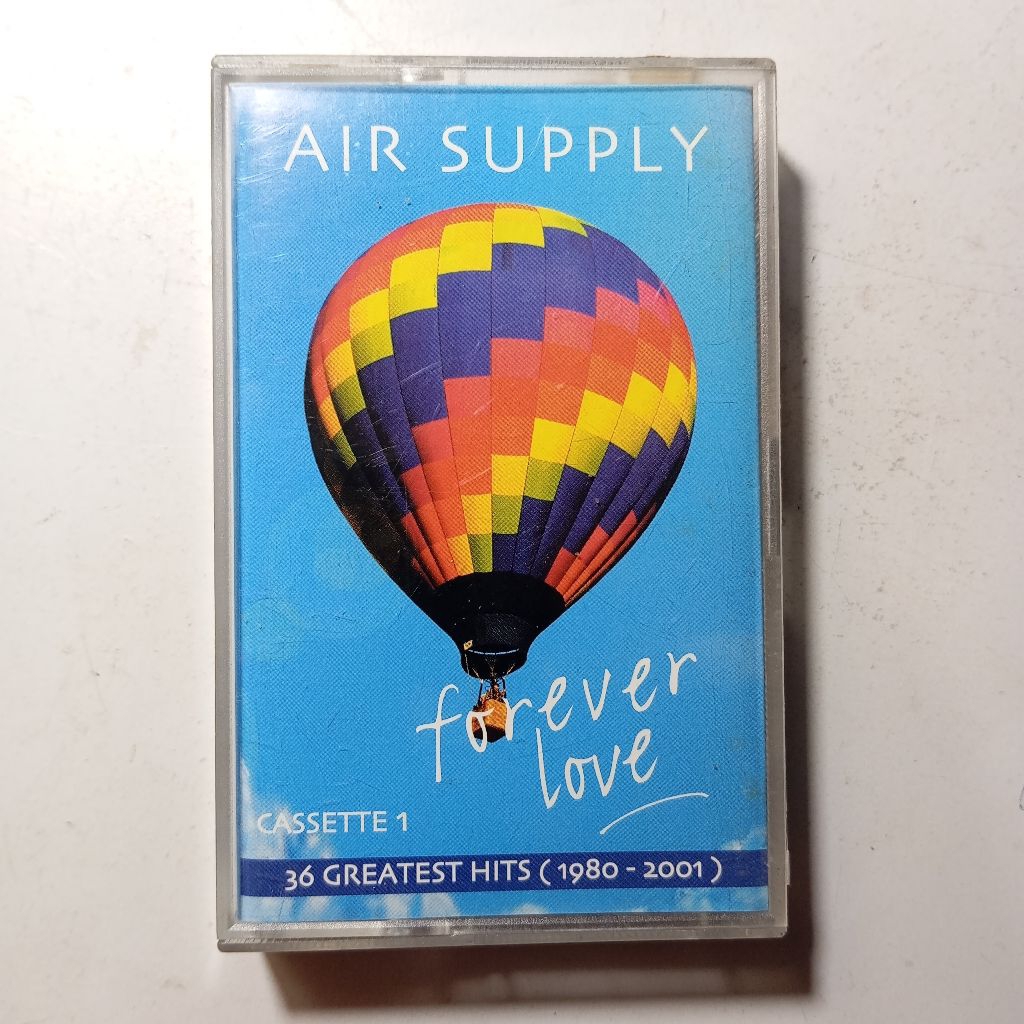 AIR SUPPLY
forever
love
CASSETTE 1
36 GREATEST HITS ( 1980 - 2001 )